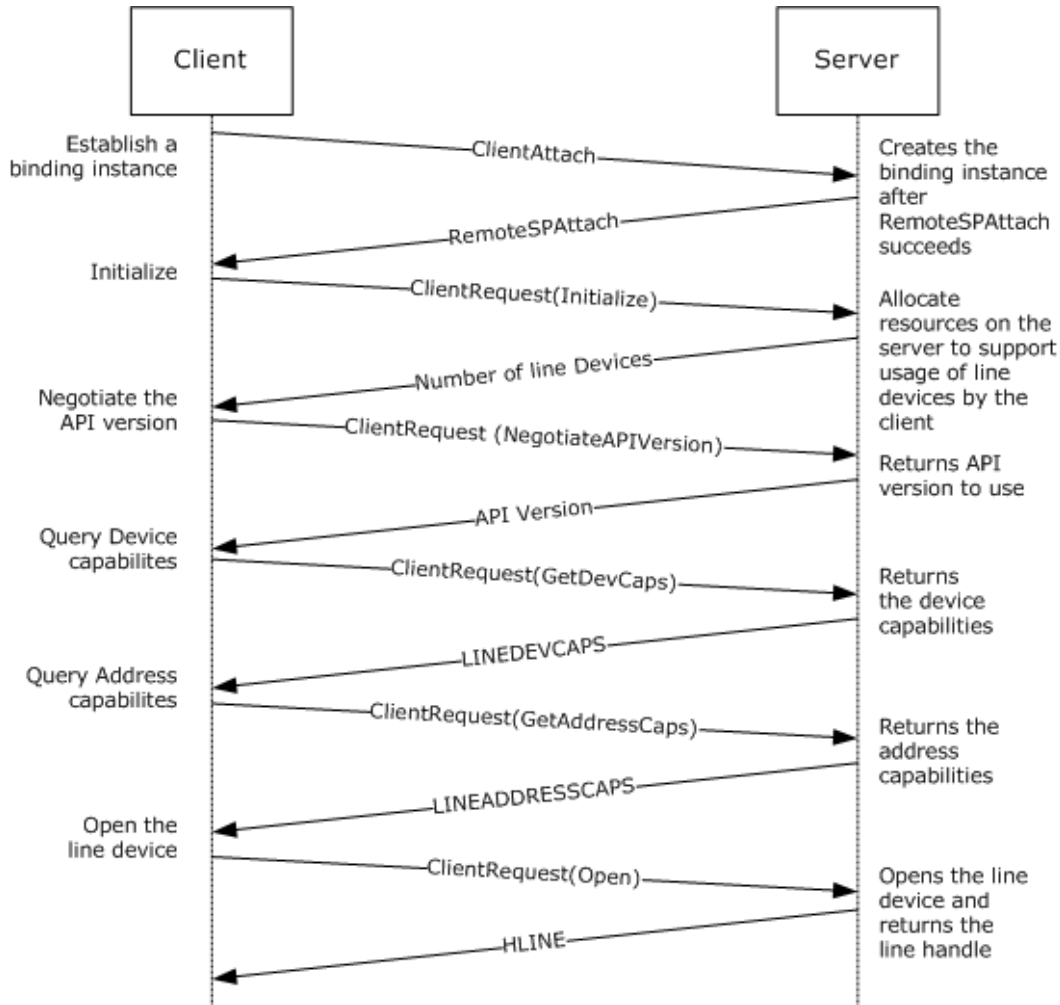 Client
Server
Establish a
binding instance
ClientAttach
Creates the
binding instance
after
RemoteSPAttach
succeeds
RemoteSPAttach
Initialize
ClientRequest(Initialize)
Allocate
resources on the
server to support
usage of line
devices by the
client
Number of line Devices
Negotiate the
API version
ClientRequest (NegotiateAPIVersion)
Returns API
version to use
API Version
Query Device
capabilites
ClientRequest(GetDevCaps)
Returns
the device
capabilities
LINEDEVCAPS
Query Address
capabilites
ClientRequest(GetAddressCaps)
Returns the
address
capabilities
LINEADDRESSCAPS
Open the
line device
ClientRequest(Open)
Opens the line
device and
returns the
line handle
HLINE